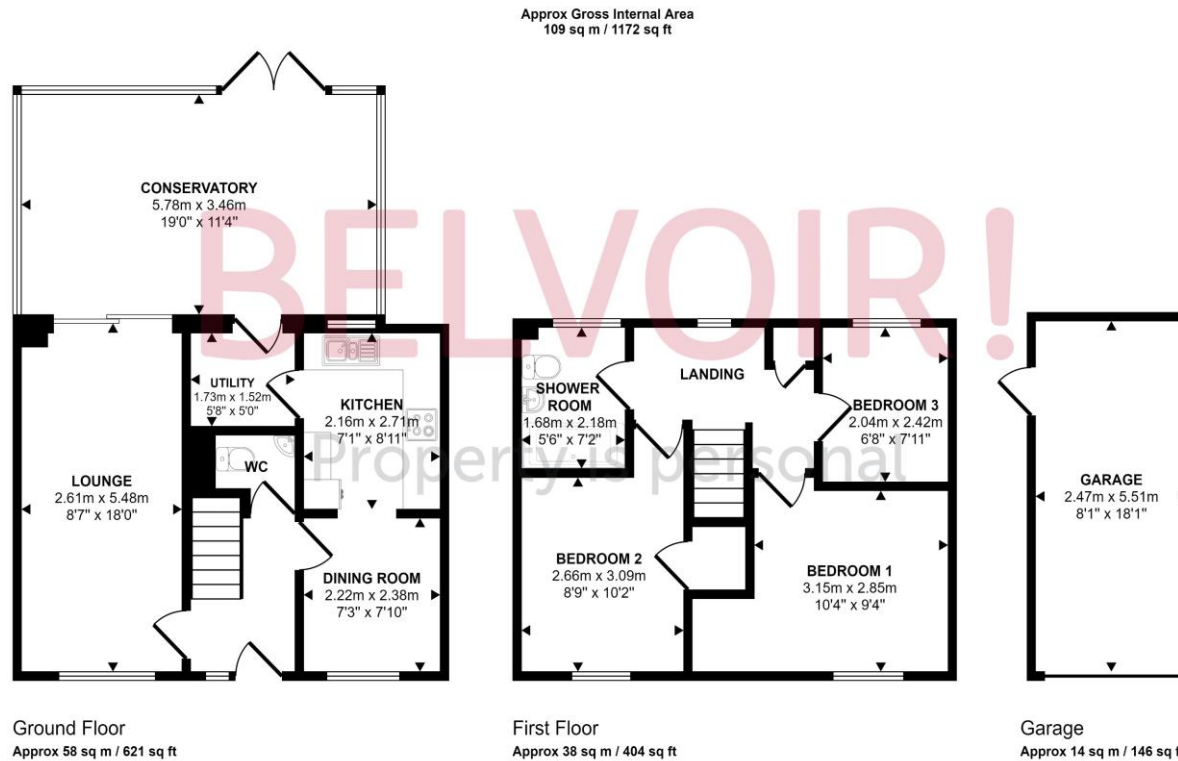 Approx Gross Internal Area
109 sq m / 1172 sq ft
CONSERVATORY
5.78m x 3.46m
19'0" x 11'4"
BELVOIR!
Property is personal
UTILITY
1.73m x 1.52m
5'8" x 5'0"
KITCHEN
2.16m x 2.71m
7'1" x 8'11"
WC
LOUNGE
2.61m x 5.48m
8'7" x 18'0"
DINING ROOM
2.22m x 2.38m
7'3" x 7'10"
SHOWER
ROOM
1.68m x 2.18m
5'6" x 7'2"
LANDING
BEDROOM 3
2.04m x 2.42m
6'8" x 7'11"
BEDROOM 2
2.66m x 3.09m
8'9" x 10'2"
BEDROOM 1
3.15m x 2.85m
10'4" x 9'4"
GARAGE
2.47m x 5.51m
8'1" x 18'1"
Ground Floor
Approx 58 sq m / 621 sq ft
First Floor
Approx 38 sq m / 404 sq ft
Garage
Approx 14 sq m / 146 sq f